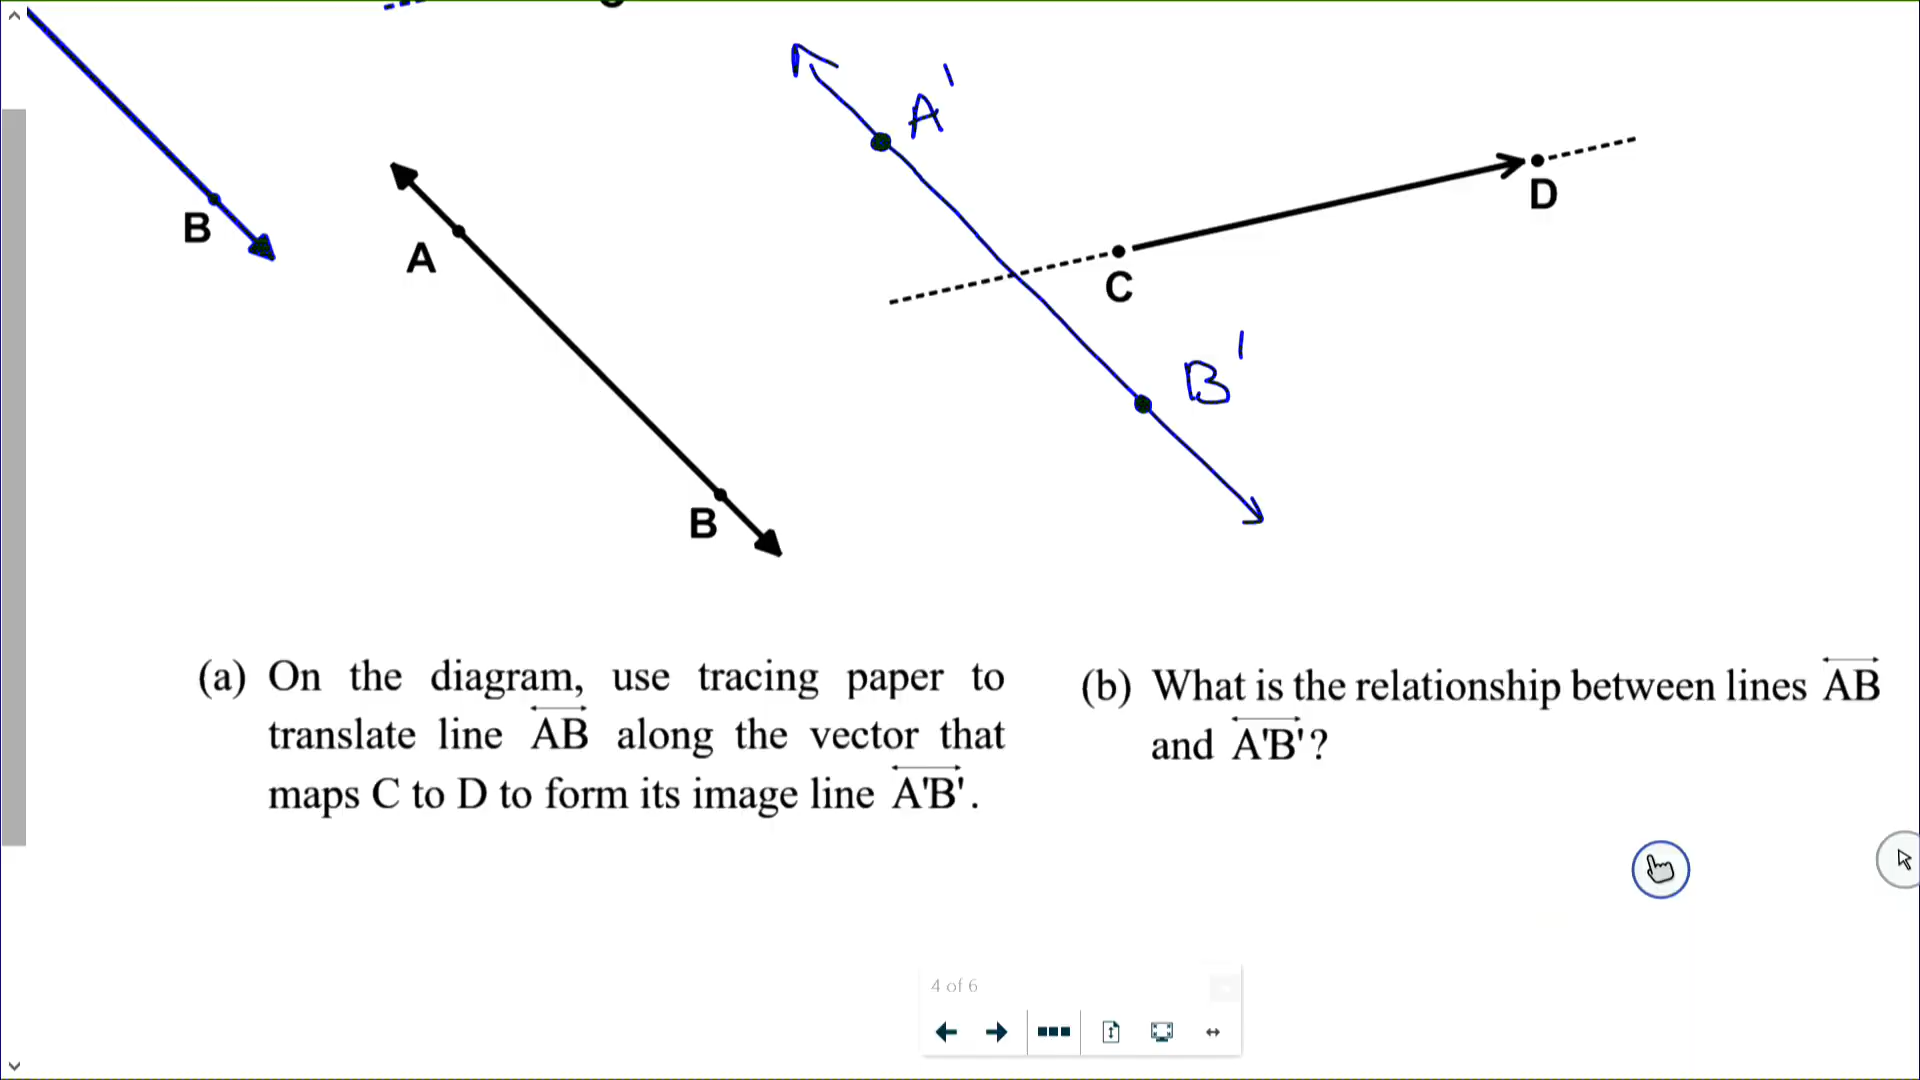 A'
D
B
A
C
B'
B
(a) On the diagram, use tracing paper to
translate line AB along the vector that
maps C to D to form its image line A'B'.
(b) What is the relationship between lines AB
and A'B'?
4 of 6